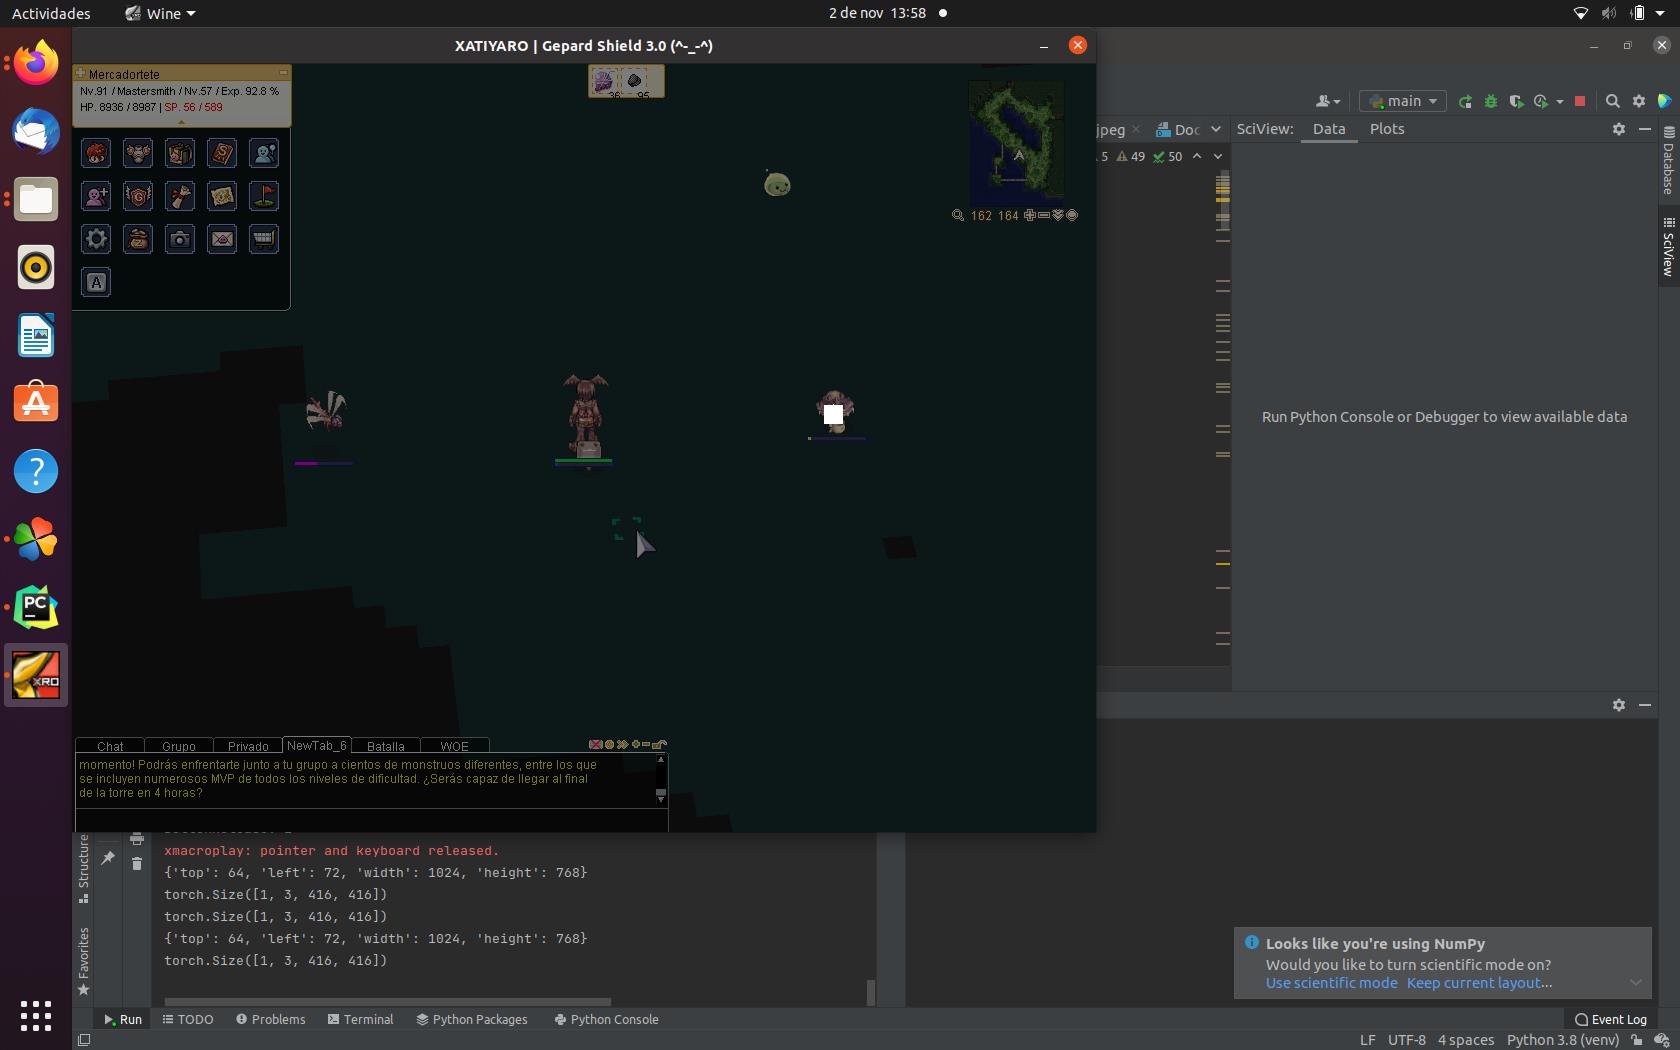 Actividades
Wine
2 de nov 13:58
XATIYARO | Gepard Shield 3.0 (^-_-^)
Mercadortete
Nv.91 / Mastersmith / Nv.57 / Exp. 92.8 %
HP. 8936 / 8987 | SP. 56 / 589
36 95
162 164
main
jpeg
Doc
SciView:
Data
Plots
5 49 50
Database
SciView
Run Python Console or Debugger to view available data
Chat
Grupo
Privado
NewTab_6
Batalla
WOE
momento! Podrás enfrentarte junto a tu grupo a cientos de monstruos diferentes, entre los que
se incluyen numerosos MVP de todos los niveles de dificultad. ¿Serás capaz de llegar al final
de la torre en 4 horas?
xmacroplay: pointer and keyboard released.
{'top': 64, 'left': 72, 'width': 1024, 'height': 768}
torch.Size([1, 3, 416, 416])
torch.Size([1, 3, 416, 416])
{'top': 64, 'left': 72, 'width': 1024, 'height': 768}
torch.Size([1, 3, 416, 416])
Structure
Favorites
Looks like you're using NumPy
Would you like to turn scientific mode on?
Use scientific mode Keep current layout...
Run
TODO
Problems
Terminal
Python Packages
Python Console
Event Log
LF UTF-8 4 spaces Python 3.8 (venv)
PC
XRO
A